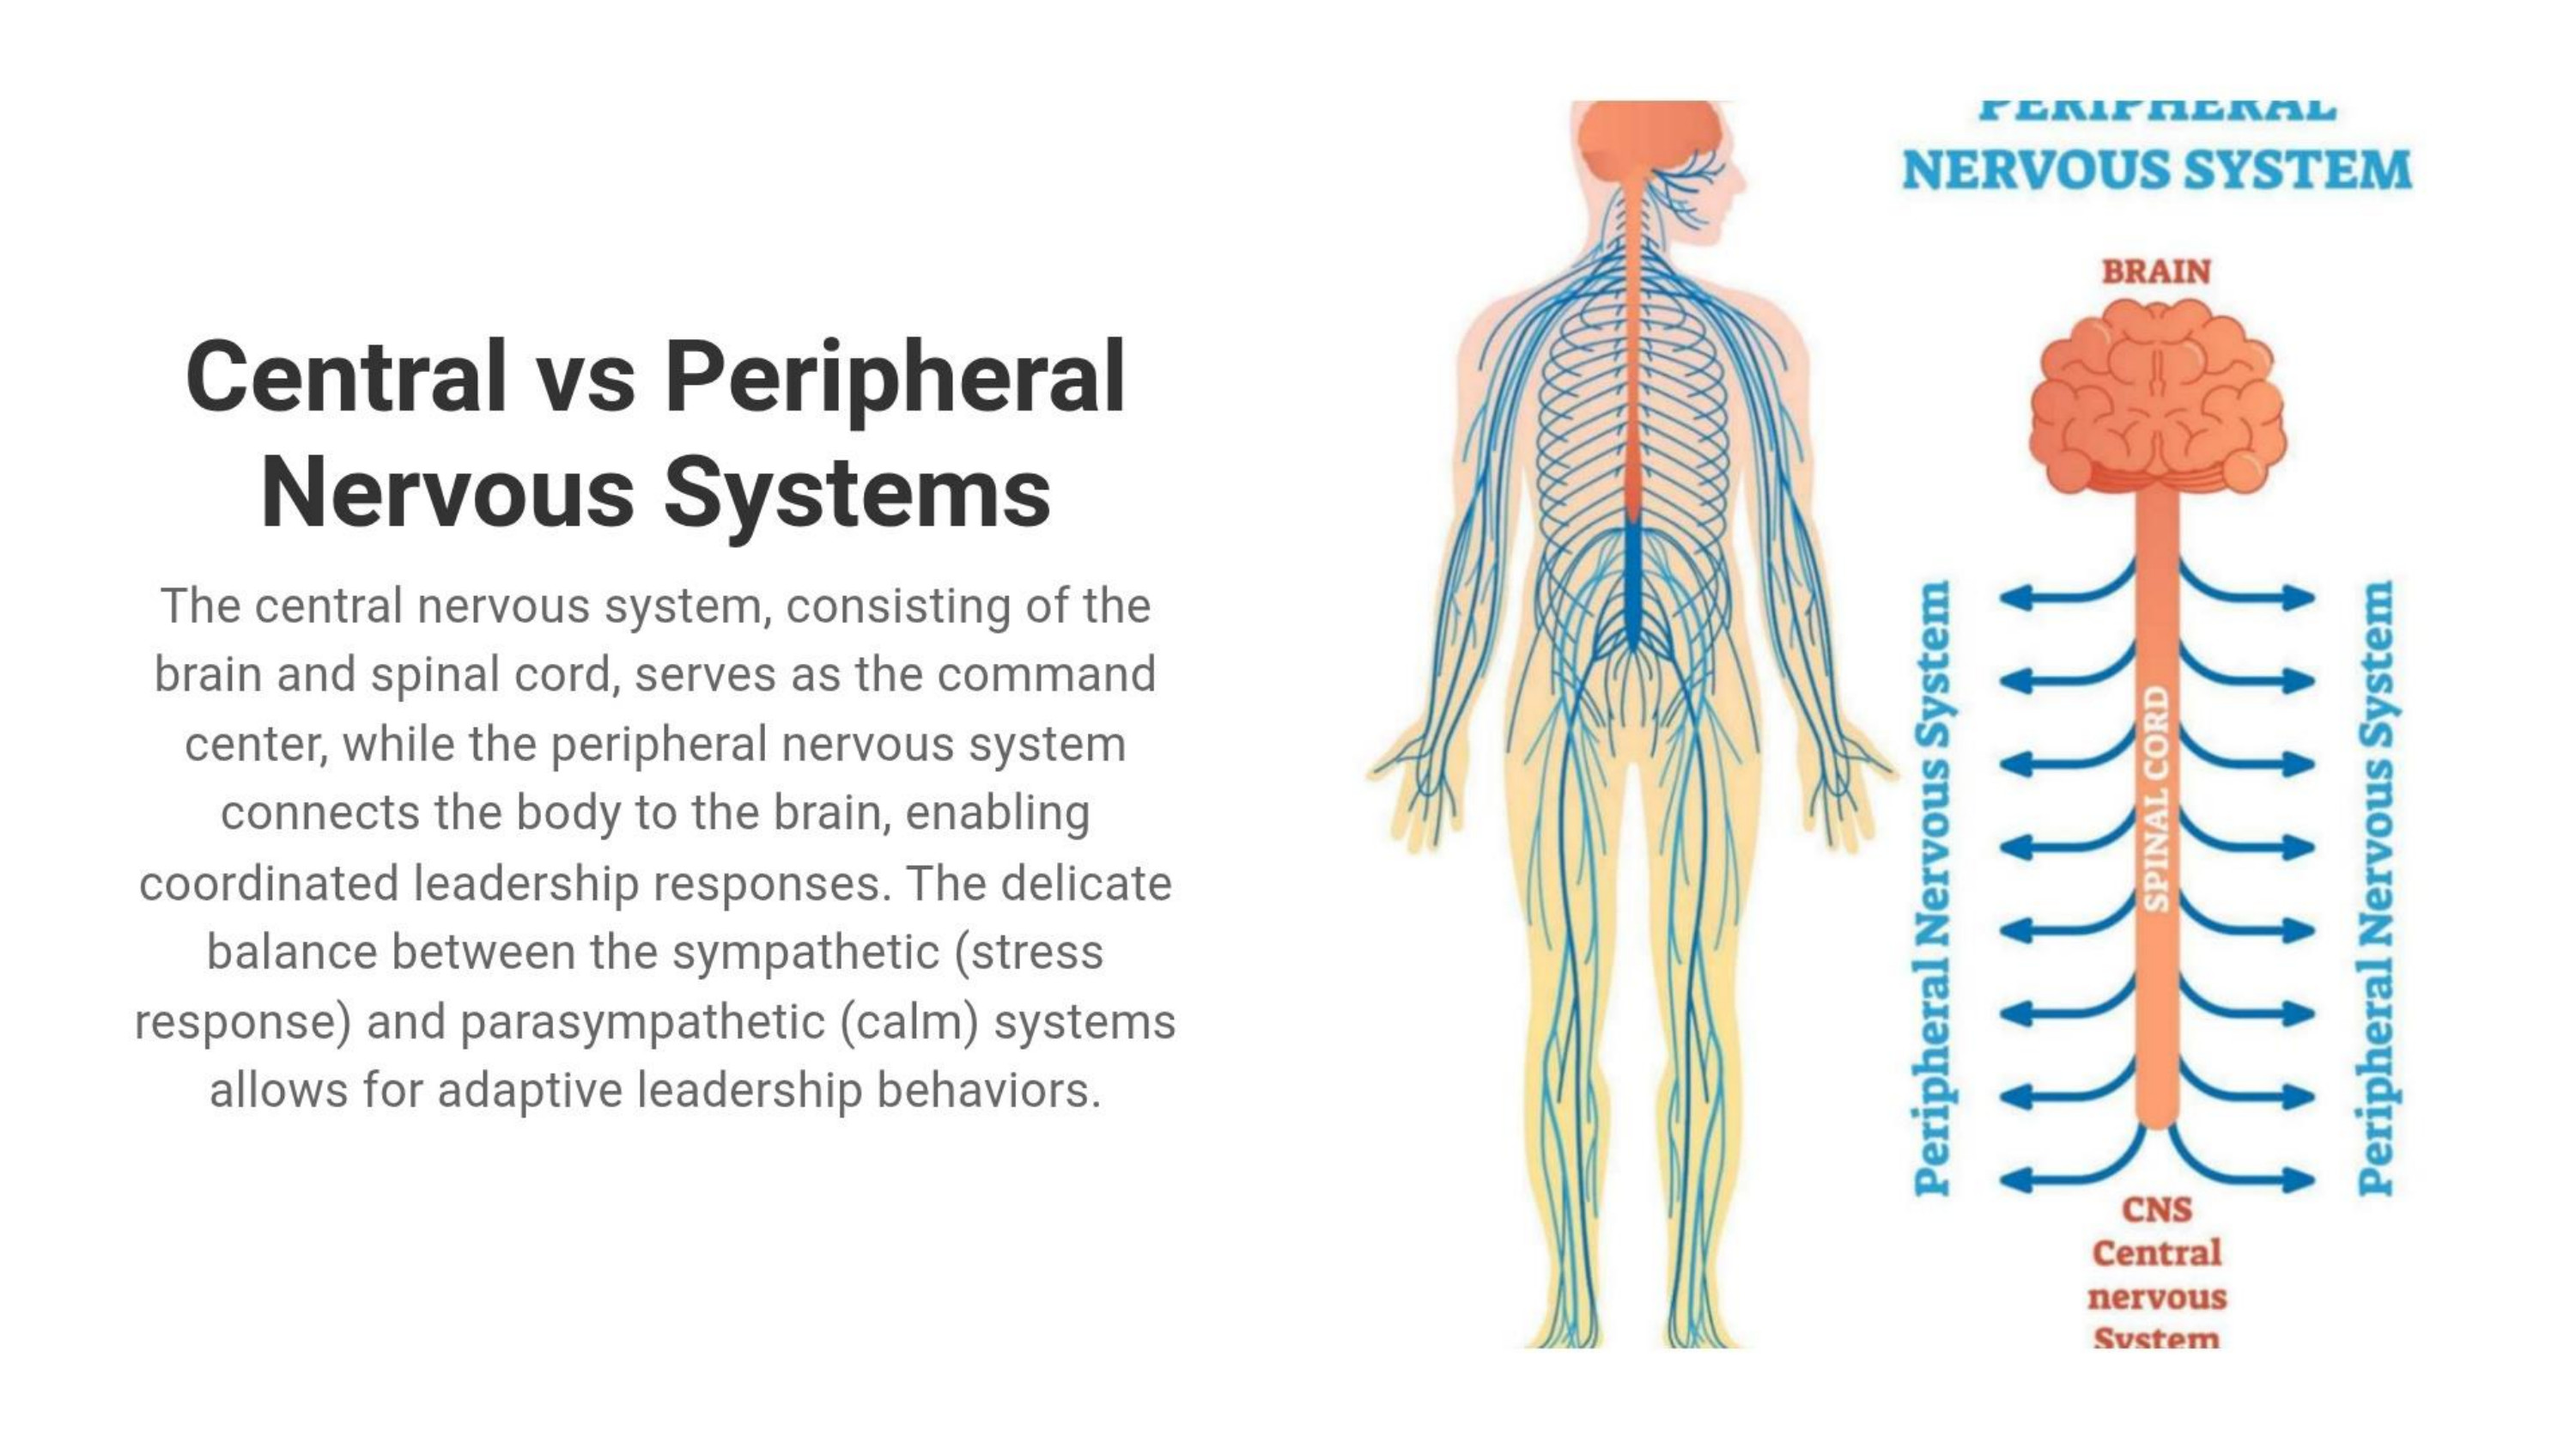 Central vs Peripheral
Nervous Systems
The central nervous system, consisting of the
brain and spinal cord, serves as the command
center, while the peripheral nervous system
connects the body to the brain, enabling
coordinated leadership responses. The delicate
balance between the sympathetic (stress
response) and parasympathetic (calm) systems
allows for adaptive leadership behaviors.
PERIPHERAL
NERVOUS SYSTEM
BRAIN
Peripheral Nervous System
SPINAL CORD
Peripheral Nervous System
CNS
Central
nervous
System